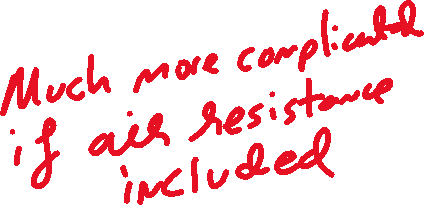 Much more complicated
if air resistance
included